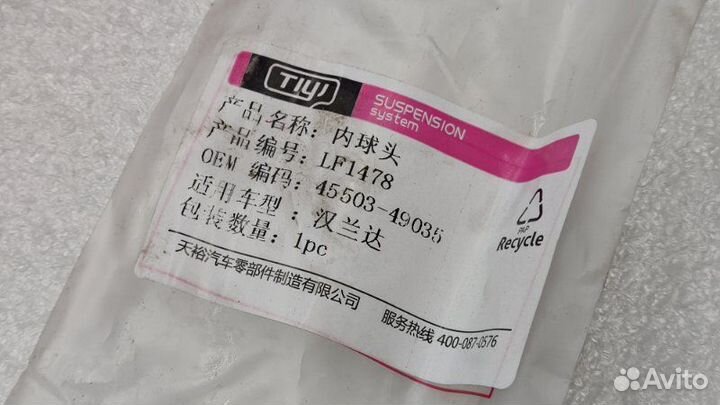 TIYI
SUSPENSION
system
产品名称：内球头
产品编号：LF1478
OEM 编码：45503-49035
适用车型：汉兰达
包装数量：1pc
PAP
Recycle
天裕汽车零部件制造有限公司
服务热线 400-087-0576
Avito